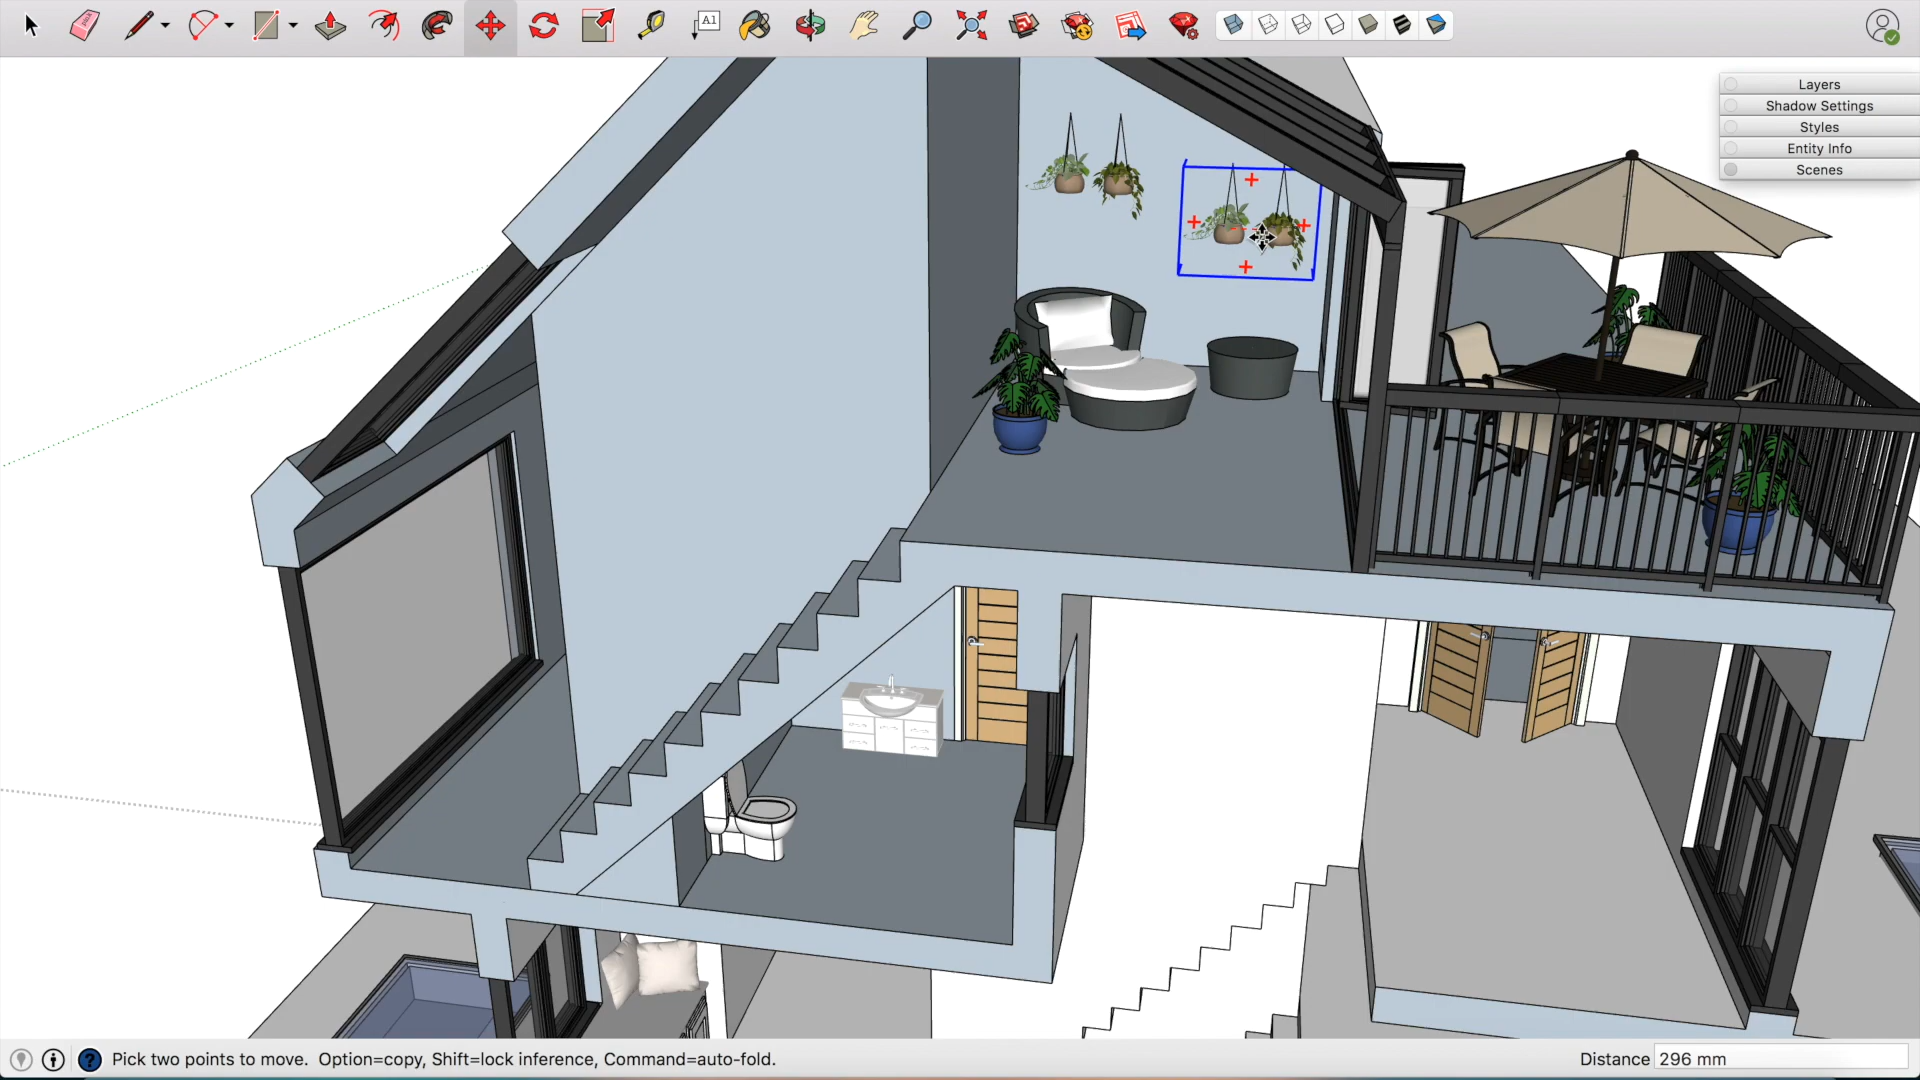 A1
Layers
Shadow Settings
Styles
Entity Info
Scenes
Pick two points to move. Option=copy, Shift=lock inference, Command=auto-fold.
Distance 296 mm